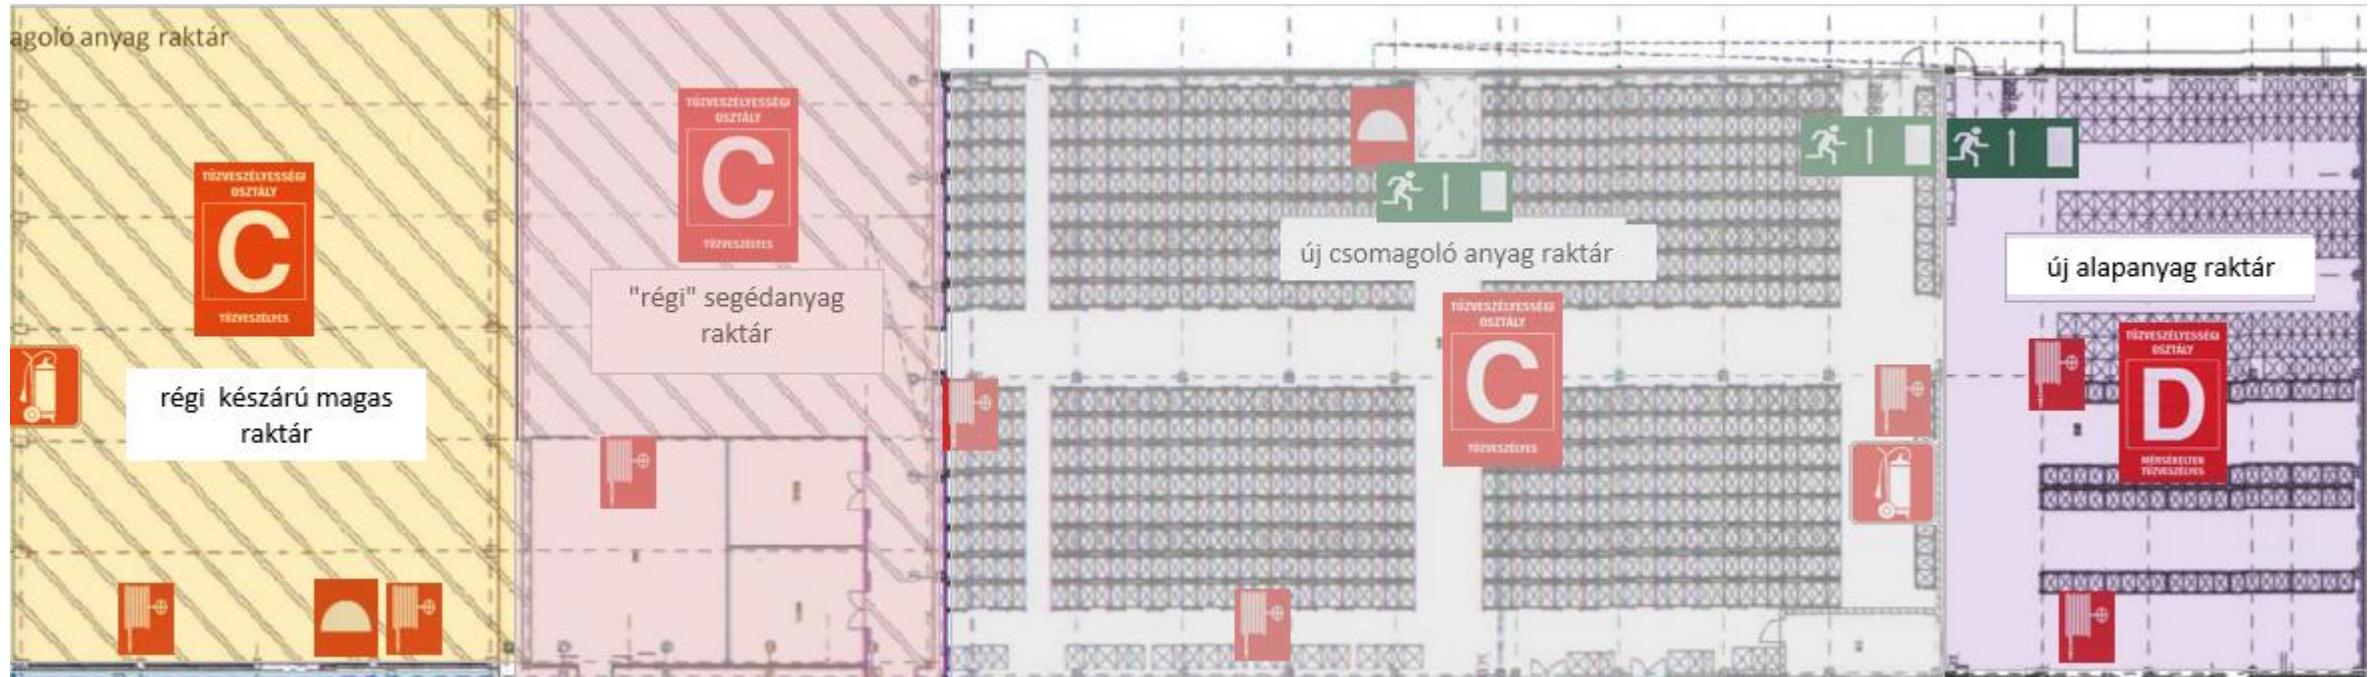 agoló anyag raktár
TŰZVESZÉLYESSÉGI
OSZTÁLY
C
TŰZVESZÉLYES
régi készárú magas
raktár
TŰZVESZÉLYESSÉGI
OSZTÁLY
C
TŰZVESZÉLYES
"régi" segédanyag
raktár
új csomagoló anyag raktár
TŰZVESZÉLYESSÉGI
OSZTÁLY
C
TŰZVESZÉLYES
új alapanyag raktár
TŰZVESZÉLYESSÉGI
OSZTÁLY
D
MÉRSÉKELTEN
TŰZVESZÉLYES